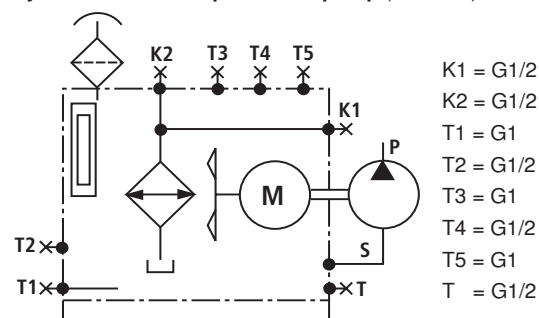 K2 T3 T4 T5
K1
P
M
T2
S
T1
T
K1 = G1/2
K2 = G1/2
T1 = G1
T2 = G1/2
T3 = G1
T4 = G1/2
T5 = G1
T = G1/2